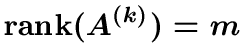 rank(A^{(k)}) = m